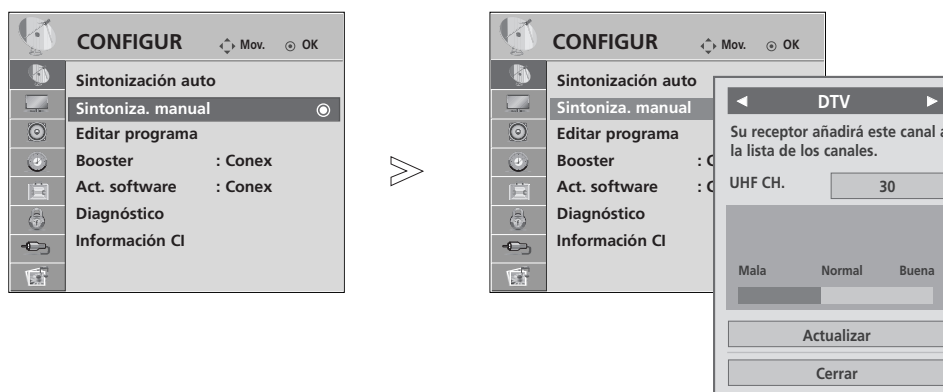 CONFIGUR Mov. OK
Sintonización auto
Sintoniza. manual
Editar programa
Booster : Conex
Act. software : Conex
Diagnóstico
Información CI
CONFIGUR Mov. OK
Sintonización auto
Sintoniza. manual
Editar programa
Booster : C
Act. software : C
Diagnóstico
Información CI
DTV
Su receptor añadirá este canal a
la lista de los canales.
UHF CH. 30
Mala Normal Buena
Actualizar
Cerrar